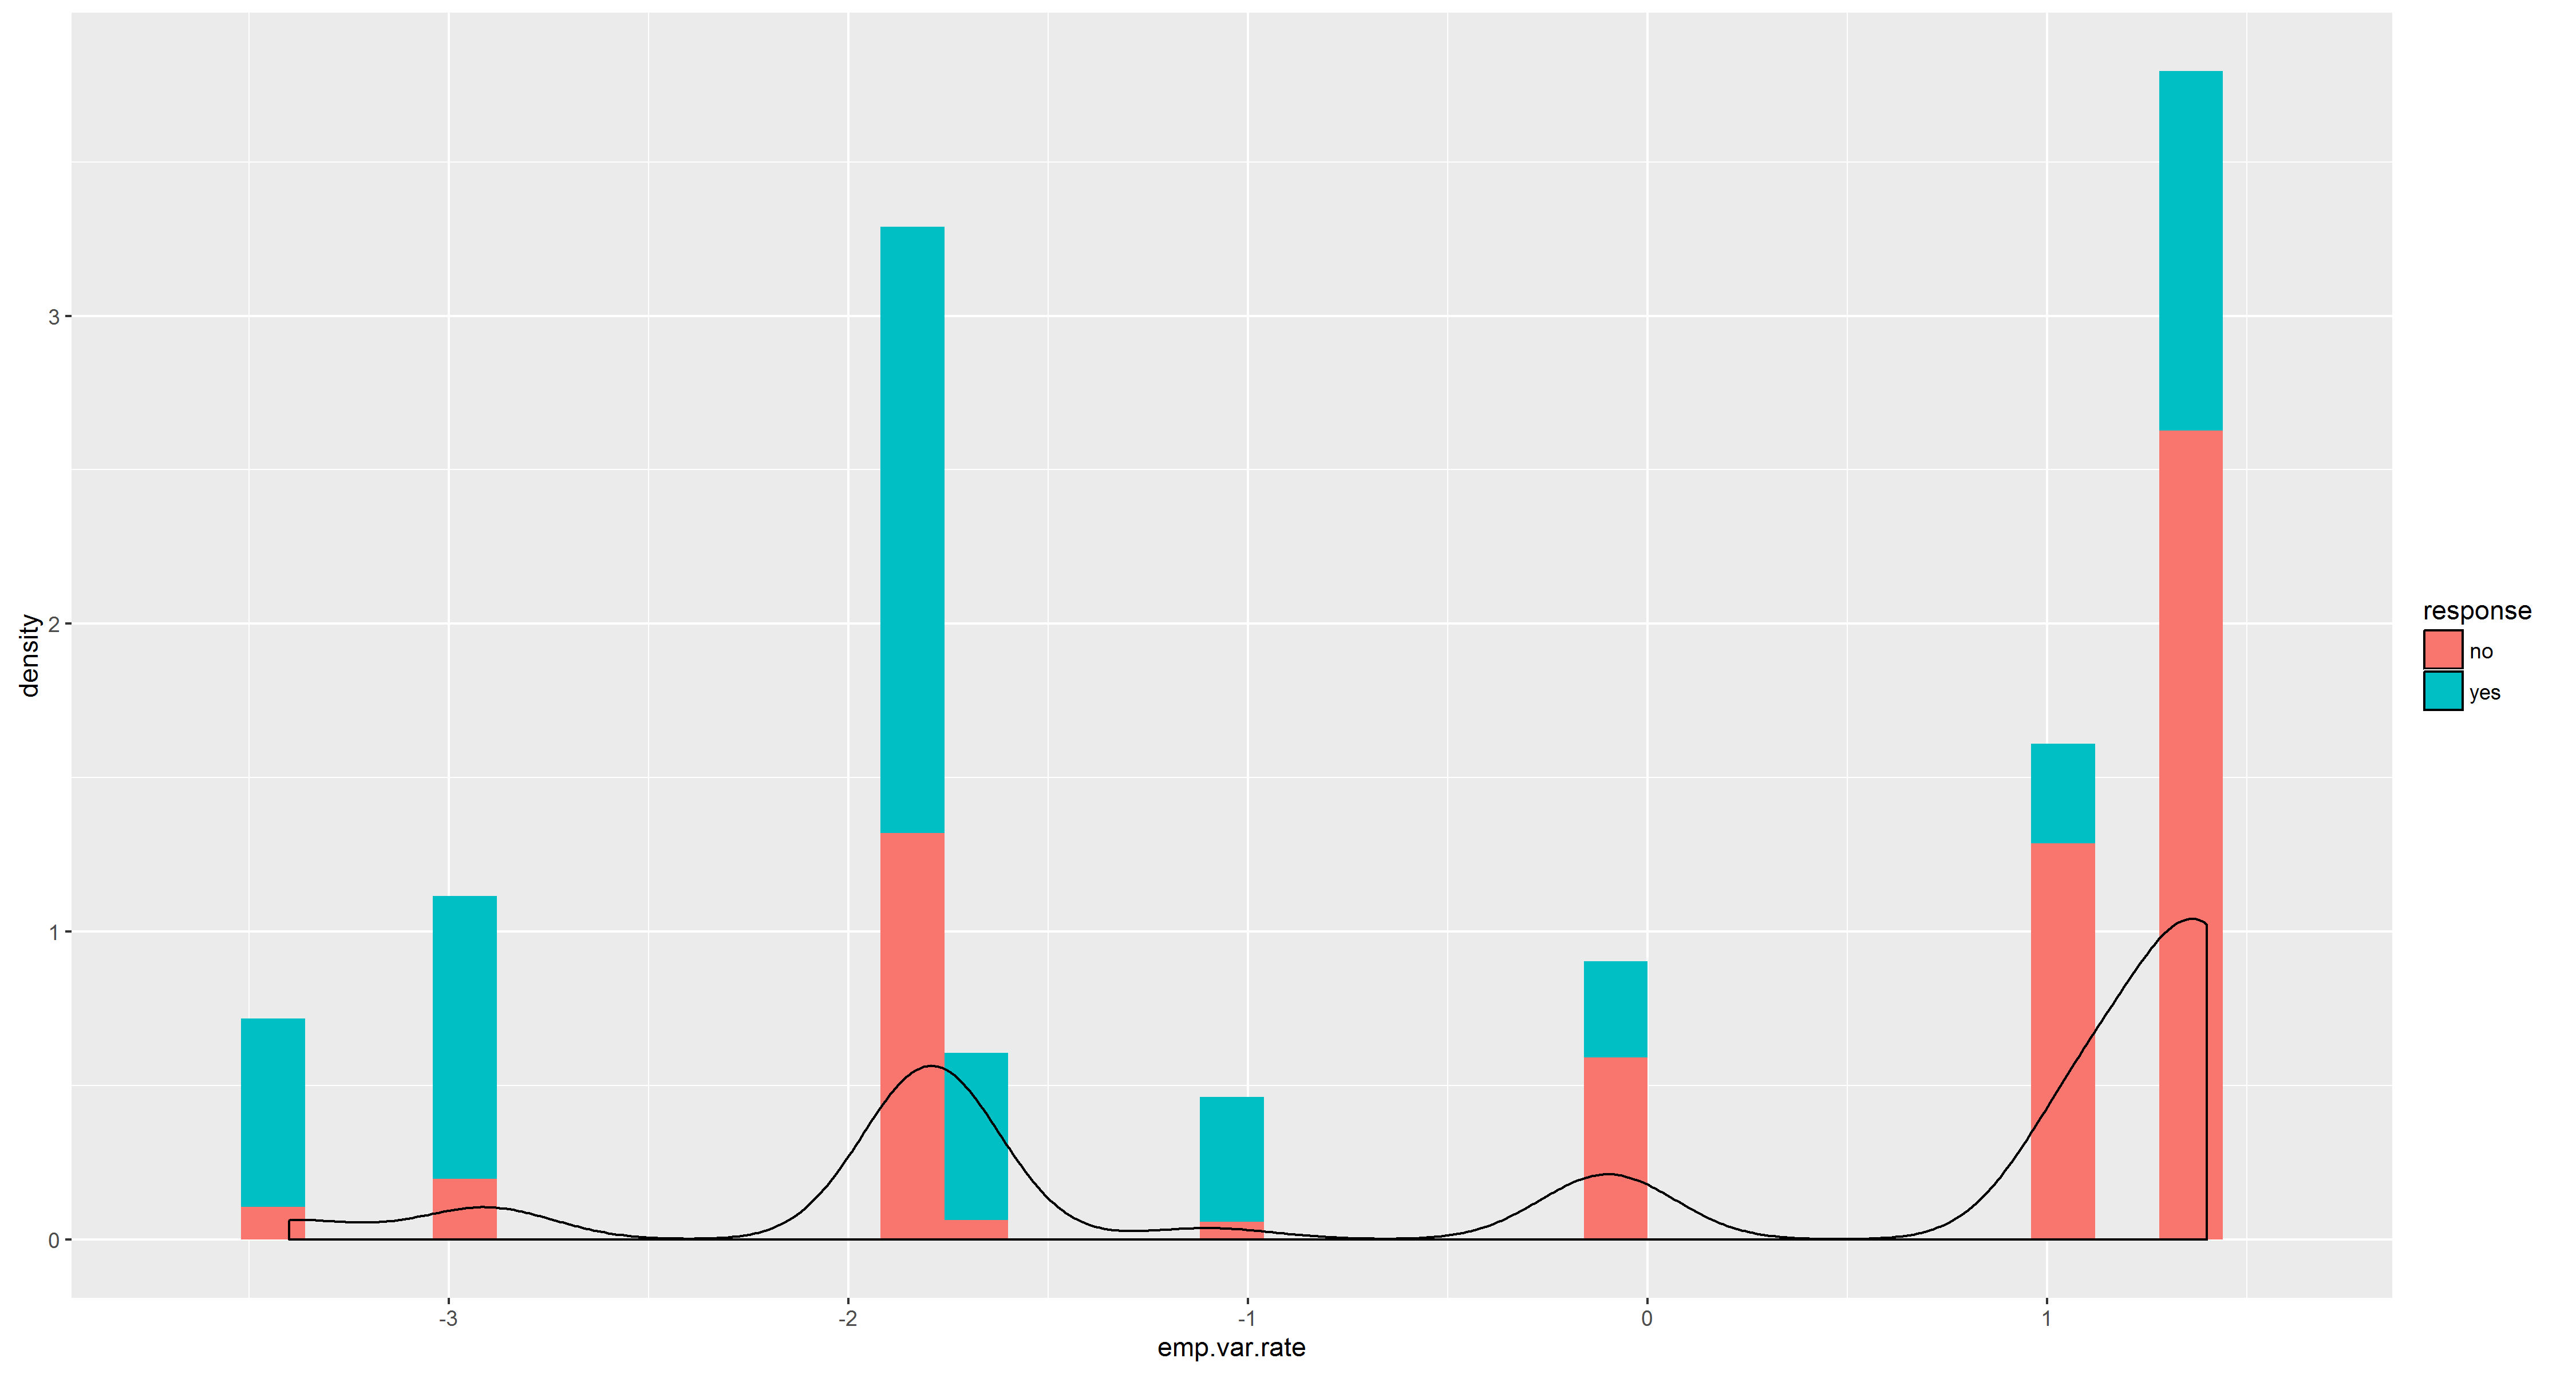 density
3
2
1
0
-3
-2
-1
0
1
emp.var.rate
response
no
yes